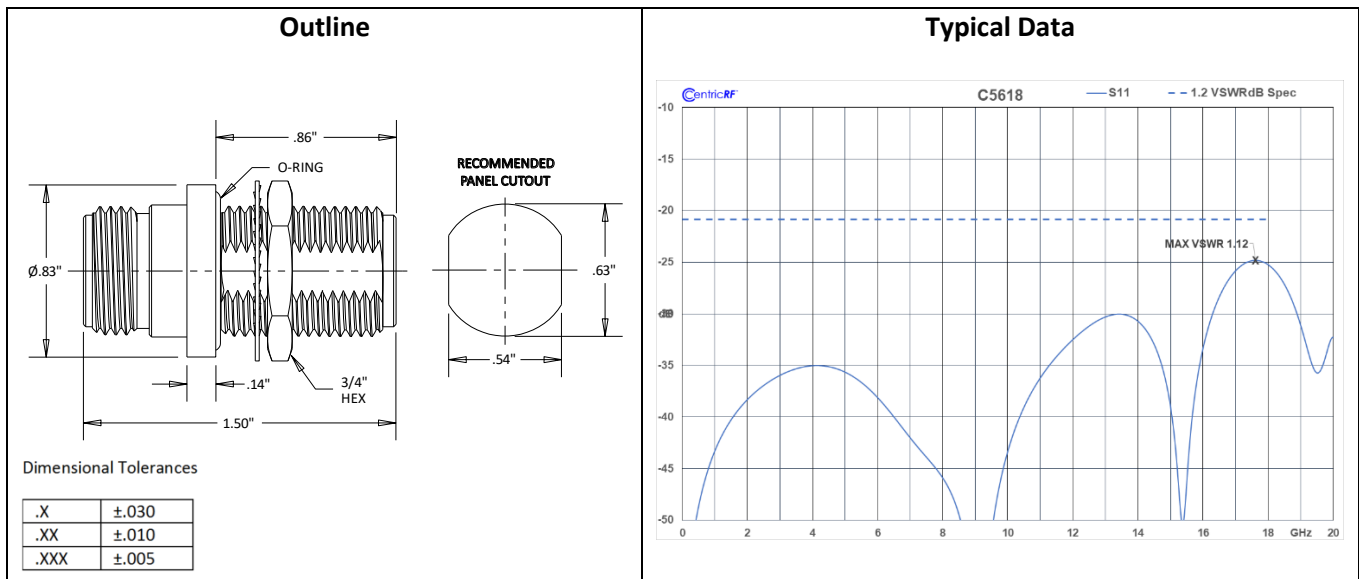 Outline
.86"
O-RING
RECOMMENDED
PANEL CUTOUT
Ø.83"
.63"
.54"
.14"
3/4"
HEX
1.50"
Dimensional Tolerances
.X ±.030
.XX ±.010
.XXX ±.005
Typical Data
CentricRF C5618 S11 1.2 VSWRdB Spec
-10
-15
-20
MAX VSWR 1.12
-25
-35
-40
-45
-50
0 2 4 6 8 10 12 14 16 18 GHz 20